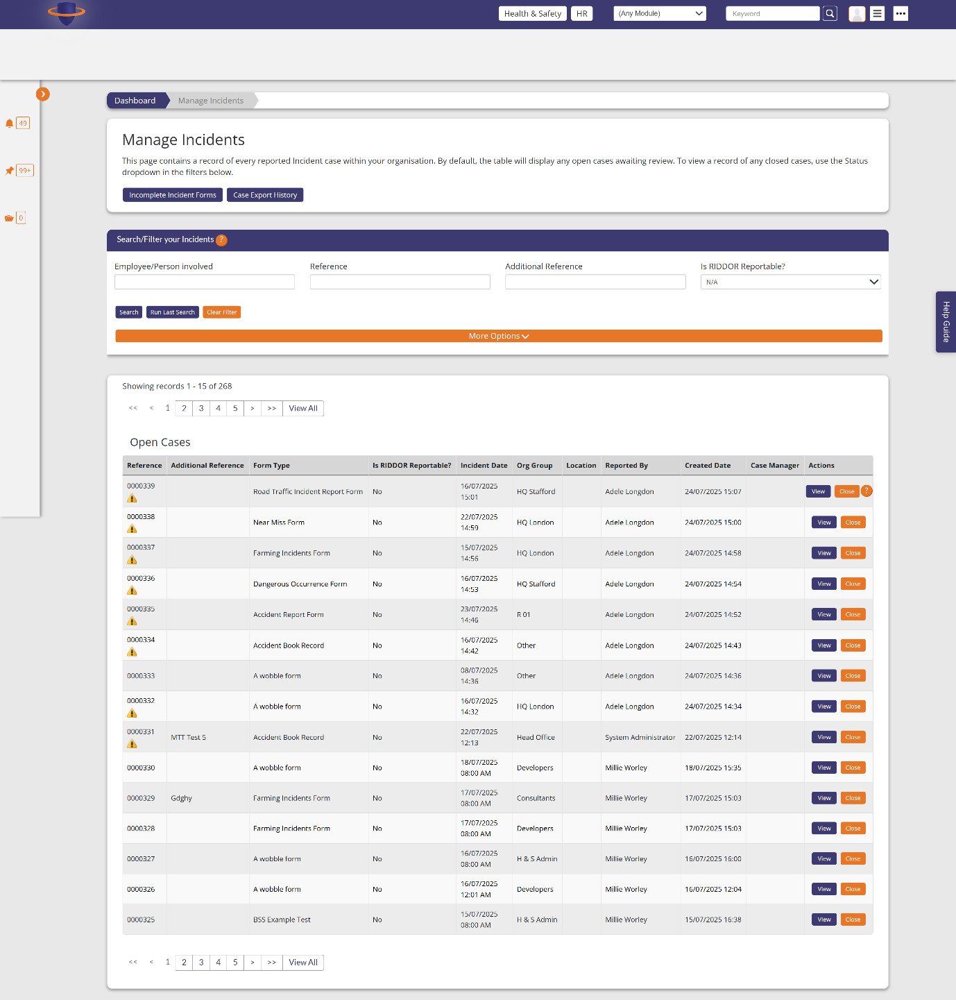 Health & Safety HR (Any Module) Keyword
49
99+
0
Dashboard Manage Incidents
Manage Incidents
This page contains a record of every reported Incident case within your organisation. By default, the table will display any open cases awaiting review. To view a record of any closed cases, use the Status
dropdown in the filters below.
Incomplete Incident Forms Case Export History
Search/Filter your Incidents ?
Employee/Person involved Reference Additional Reference Is RIDDOR Reportable?
N/A
Search Run Last Search Clear Filter
More Options
Help Guide
Showing records 1 - 15 of 268
<< < 1 2 3 4 5 > >> View All
Open Cases
Reference Additional Reference Form Type Is RIDDOR Reportable? Incident Date Org Group Location Reported By Created Date Case Manager Actions
0000339 Road Traffic Incident Report Form No 16/07/2025 15:01 HQ Stafford Adele Longdon 24/07/2025 15:07 View Close ?
0000338 Near Miss Form No 22/07/2025 14:59 HQ London Adele Longdon 24/07/2025 15:00 View Close
0000337 Farming Incidents Form No 15/07/2025 14:56 HQ London Adele Longdon 24/07/2025 14:58 View Close
0000336 Dangerous Occurrence Form No 16/07/2025 14:53 HQ Stafford Adele Longdon 24/07/2025 14:54 View Close
0000335 Accident Report Form No 23/07/2025 14:46 R 01 Adele Longdon 24/07/2025 14:52 View Close
0000334 Accident Book Record No 16/07/2025 14:42 Other Adele Longdon 24/07/2025 14:43 View Close
0000333 A wobble form No 08/07/2025 14:36 Other Adele Longdon 24/07/2025 14:36 View Close
0000332 A wobble form No 16/07/2025 14:32 HQ London Adele Longdon 24/07/2025 14:34 View Close
0000331 MTT Test 5 Accident Book Record No 22/07/2025 12:13 Head Office System Administrator 22/07/2025 12:14 View Close
0000330 A wobble form No 18/07/2025 08:00 AM Developers Millie Worley 18/07/2025 15:35 View Close
0000329 Gdghy Farming Incidents Form No 17/07/2025 08:00 AM Consultants Millie Worley 17/07/2025 15:03 View Close
0000328 Farming Incidents Form No 17/07/2025 08:00 AM Developers Millie Worley 17/07/2025 15:03 View Close
0000327 A wobble form No 16/07/2025 08:00 AM H & S Admin Millie Worley 16/07/2025 16:00 View Close
0000326 A wobble form No 16/07/2025 12:01 AM Developers Millie Worley 16/07/2025 12:04 View Close
0000325 BSS Example Test No 15/07/2025 08:00 AM H & S Admin Millie Worley 15/07/2025 16:38 View Close
<< < 1 2 3 4 5 > >> View All